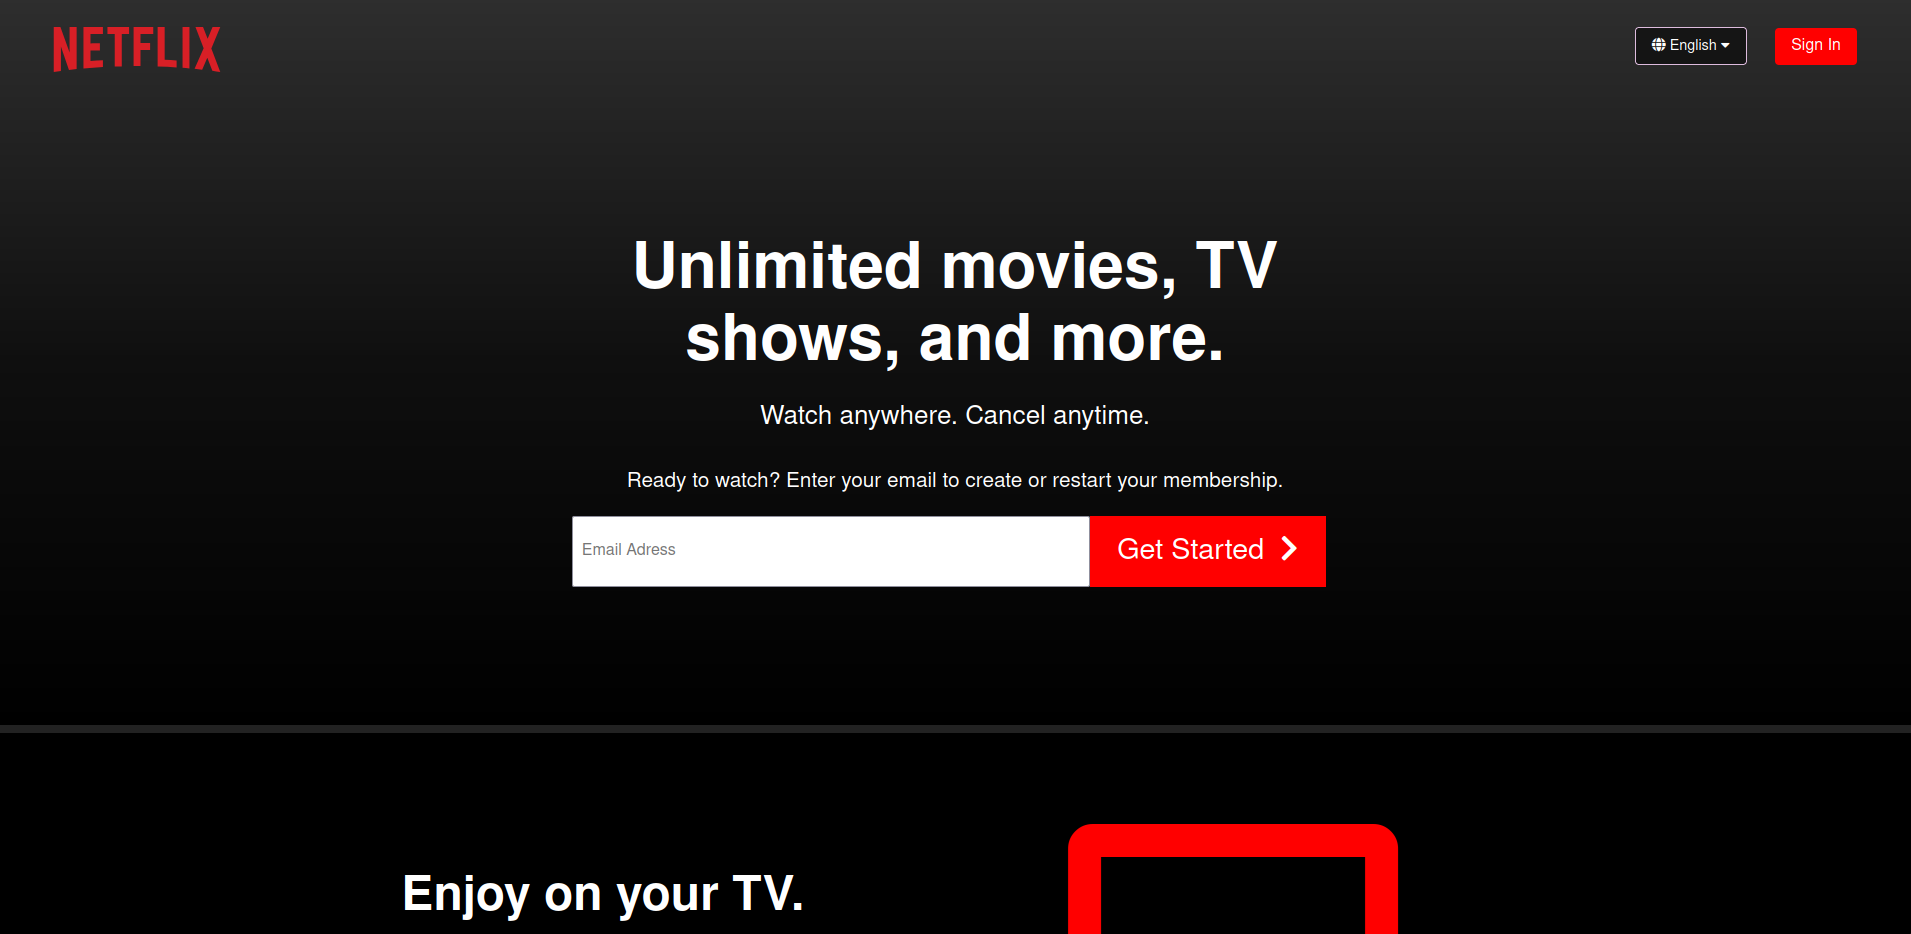 NETFLIX
English
Sign In
Unlimited movies, TV
shows, and more.
Watch anywhere. Cancel anytime.
Ready to watch? Enter your email to create or restart your membership.
Email Adress
Get Started
Enjoy on your TV.